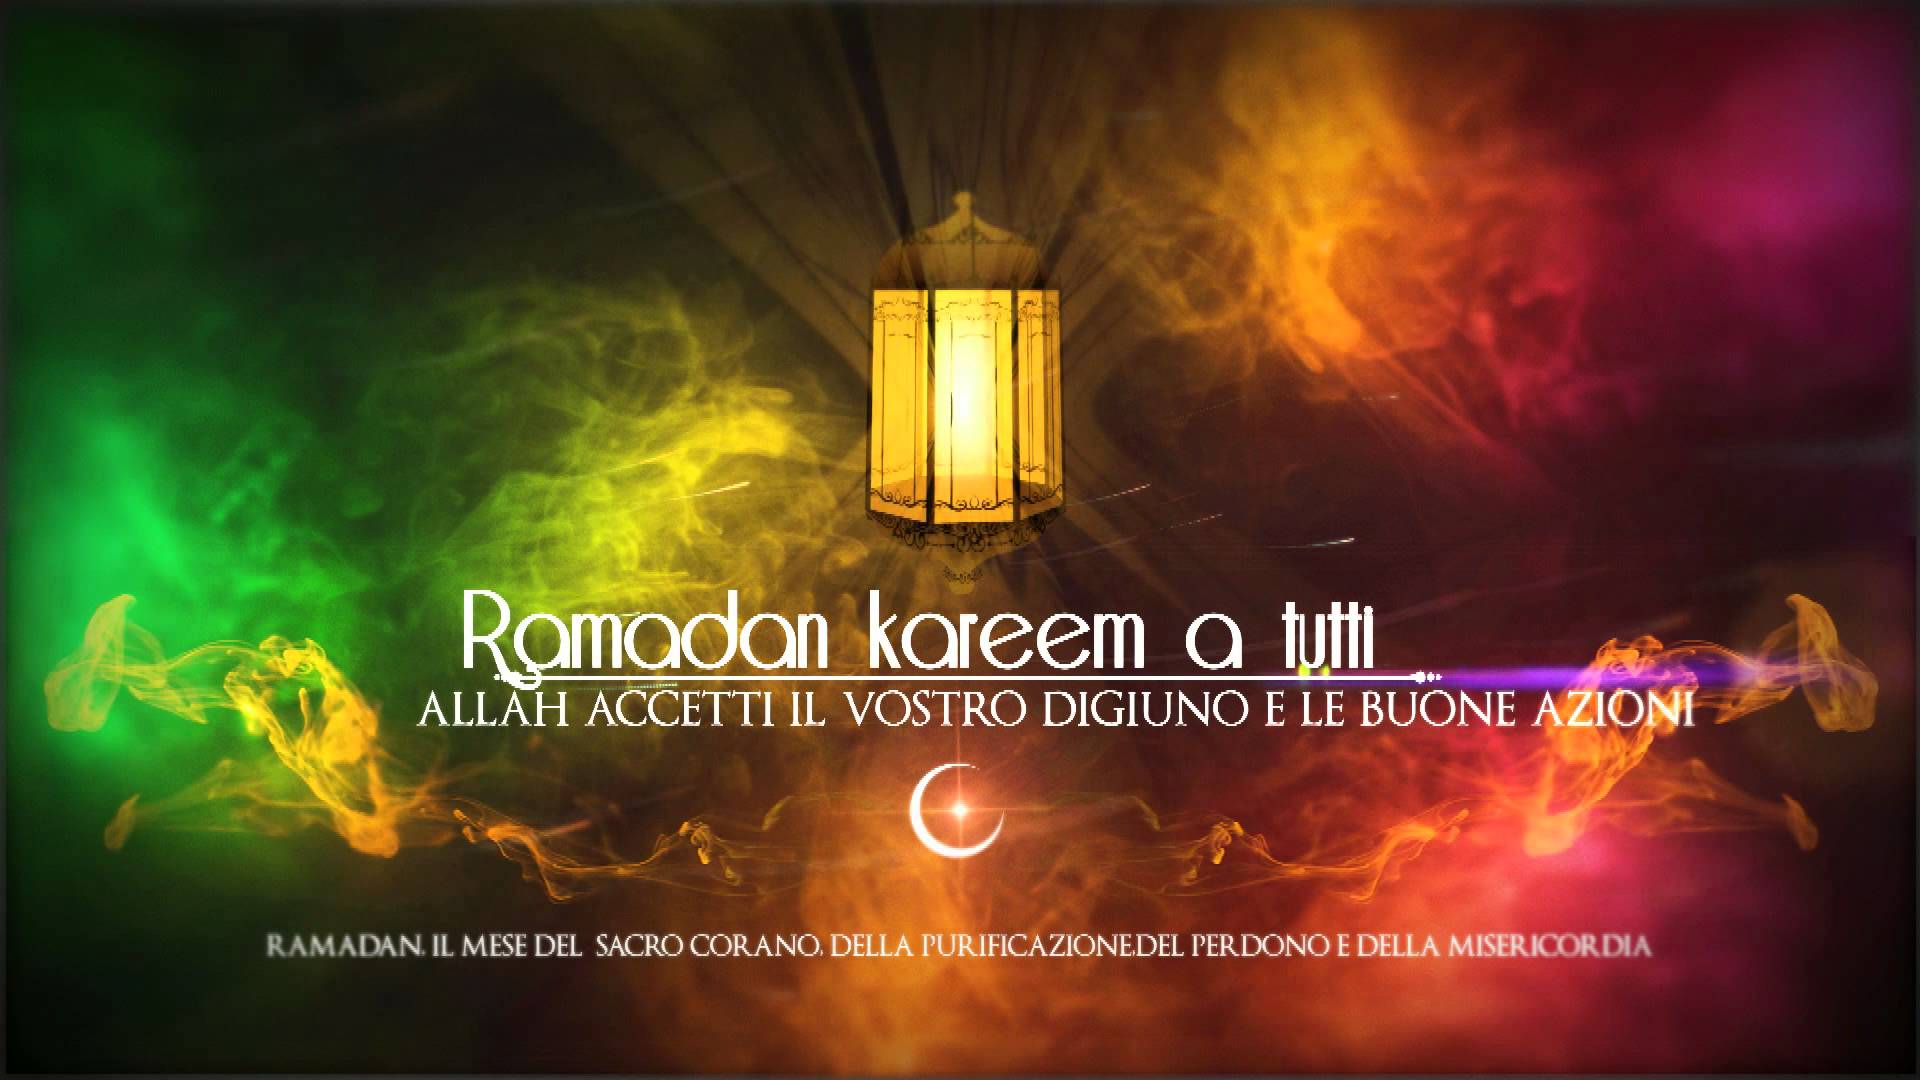 Ramadan kareem a tutti
ALLAH ACCETTI IL VOSTRO DIGIUNO E LE BUONE AZIONI
RAMADAN, IL MESE DEL SACRO CORANO, DELLA PURIFICAZIONE,DEL PERDONO E DELLA MISERICORDIA